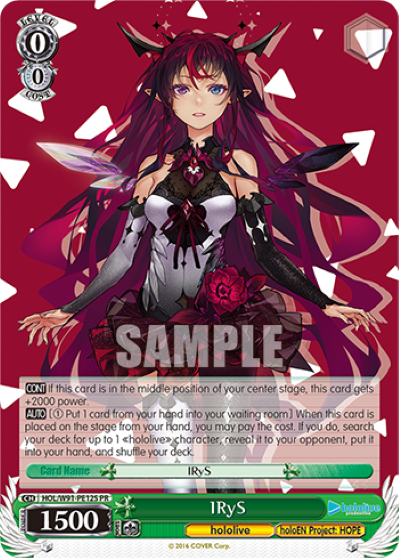 LEVEL
0
0
COST
SAMPLE
CONT If this card is in the middle position of your center stage, this card gets
+2000 power.
AUTO [① Put 1 card from your hand into your waiting room] When this card is
placed on the stage from your hand, you may pay the cost. If you do, search
your deck for up to 1 «hololive» character, reveal it to your opponent, put it
into your hand, and shuffle your deck.
Card Name IRyS
CH HOL/W91-PE125 PR
1500
IRyS
hololive
hololive holoEN Project: HOPE
© 2016 COVER Corp.